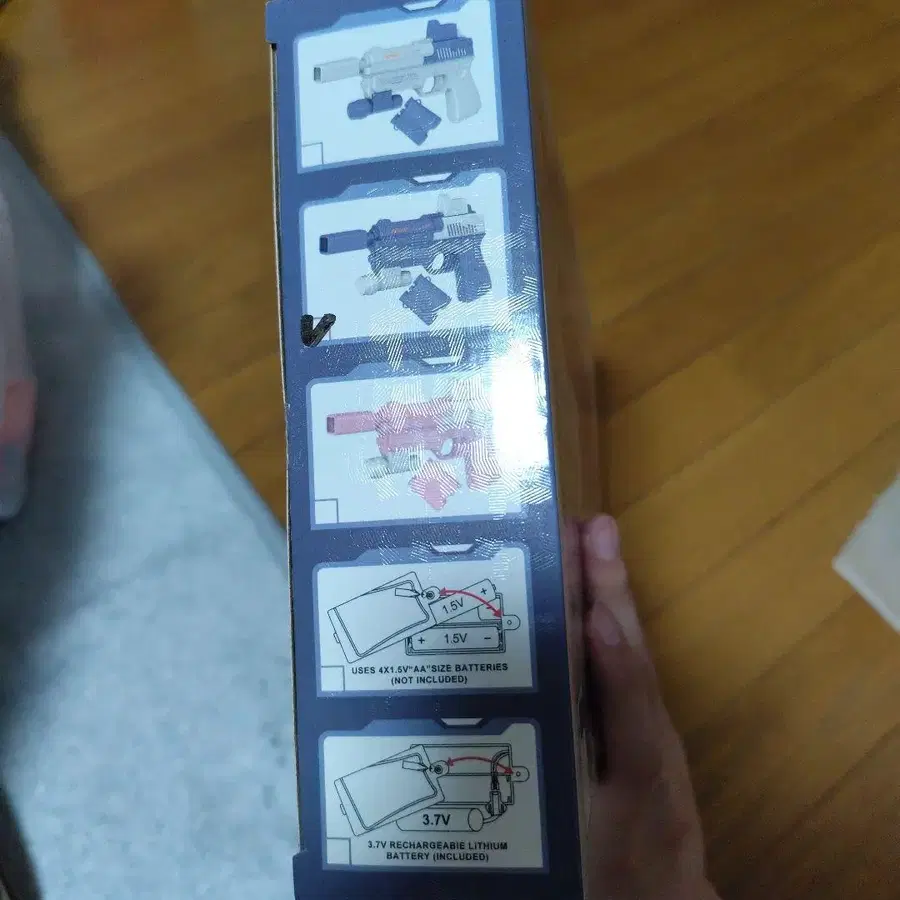 1.5V +
+ 1.5V −
USES 4X1.5V"AA"SIZE BATTERIES
(NOT INCLUDED)
3.7V
3.7V RECHARGEABIE LITHIUM
BATTERY (INCLUDED)